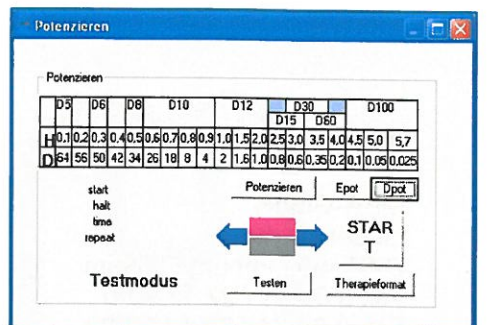 Potenzieren
Potenzieren
D5 D6 D8 D10 D12 D30 D100
D15 D60
H 0.1 0.2 0.3 0.4 0.5 0.6 0.7 0.8 0.9 1.0 1.5 2.0 2.5 3.0 3.5 4.0 4.5 5.0 5,7
D 64 56 50 42 34 26 18 8 4 2 1.6 1.0 0.8 0.6 0.35 0.2 0.1 0.05 0.025
start
halt
time
repeat
Potenzieren Epot Dpot
STAR
T
Testmodus Testen Therapieformat